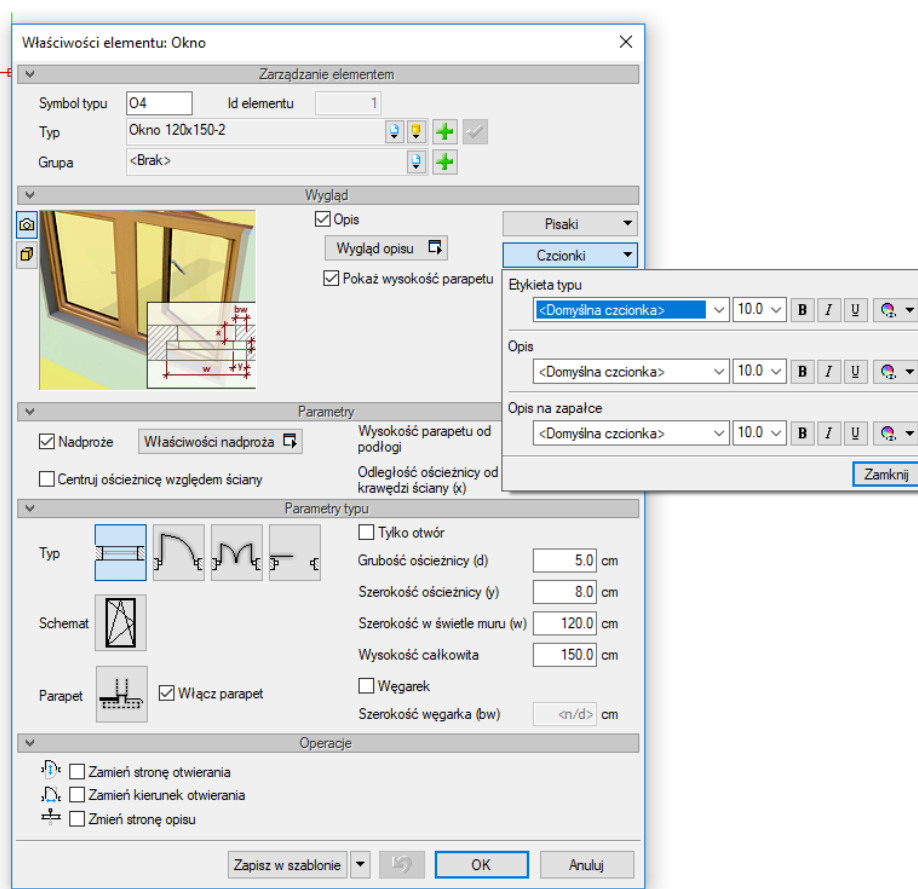 Właściwości elementu: Okno
Zarządzanie elementem
Symbol typu O4 Id elementu 1
Typ Okno 120x150-2
Grupa <Brak>
Wygląd
Opis Pisaki
Wygląd opisu Czcionki
Pokaż wysokość parapetu
Etykieta typu
<Domyślna czcionka> 10.0 B I U
Opis
<Domyślna czcionka> 10.0 B I U
Opis na zapałce
<Domyślna czcionka> 10.0 B I U
Zamknij
bw
x
w
y
Parametry
Nadproże Właściwości nadproża Wysokość parapetu od
podłogi
Centruj ościeżnicę względem ściany Odległość ościeżnicy od
krawędzi ściany (x)
Parametry typu
Typ
Tylko otwór
Grubość ościeżnicy (d) 5.0 cm
Szerokość ościeżnicy (y) 8.0 cm
Schemat Szerokość w świetle muru (w) 120.0 cm
Wysokość całkowita 150.0 cm
Parapet Włącz parapet Węgarek
Szerokość węgarka (bw) <n/d> cm
Operacje
Zamień stronę otwierania
Zamień kierunek otwierania
Zmień stronę opisu
Zapisz w szablonie OK Anuluj